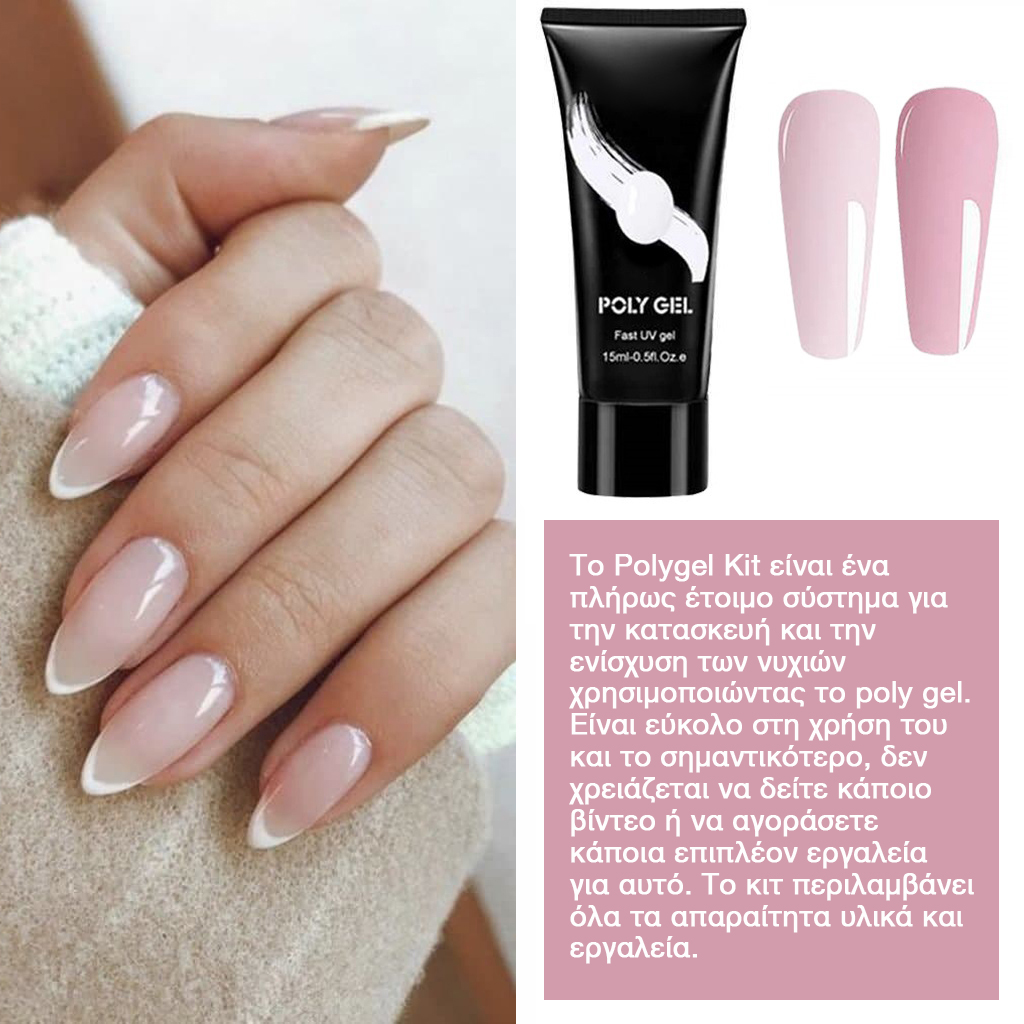 POLY GEL
Fast UV gel
15ml-0.5fl.Oz.e
Το Polygel Kit είναι ένα
πλήρως έτοιμο σύστημα για
την κατασκευή και την
ενίσχυση των νυχιών
χρησιμοποιώντας το poly gel.
Είναι εύκολο στη χρήση του
και το σημαντικότερο, δεν
χρειάζεται να δείτε κάποιο
βίντεο ή να αγοράσετε
κάποια επιπλέον εργαλεία
για αυτό. Το κιτ περιλαμβάνει
όλα τα απαραίτητα υλικά και
εργαλεία.